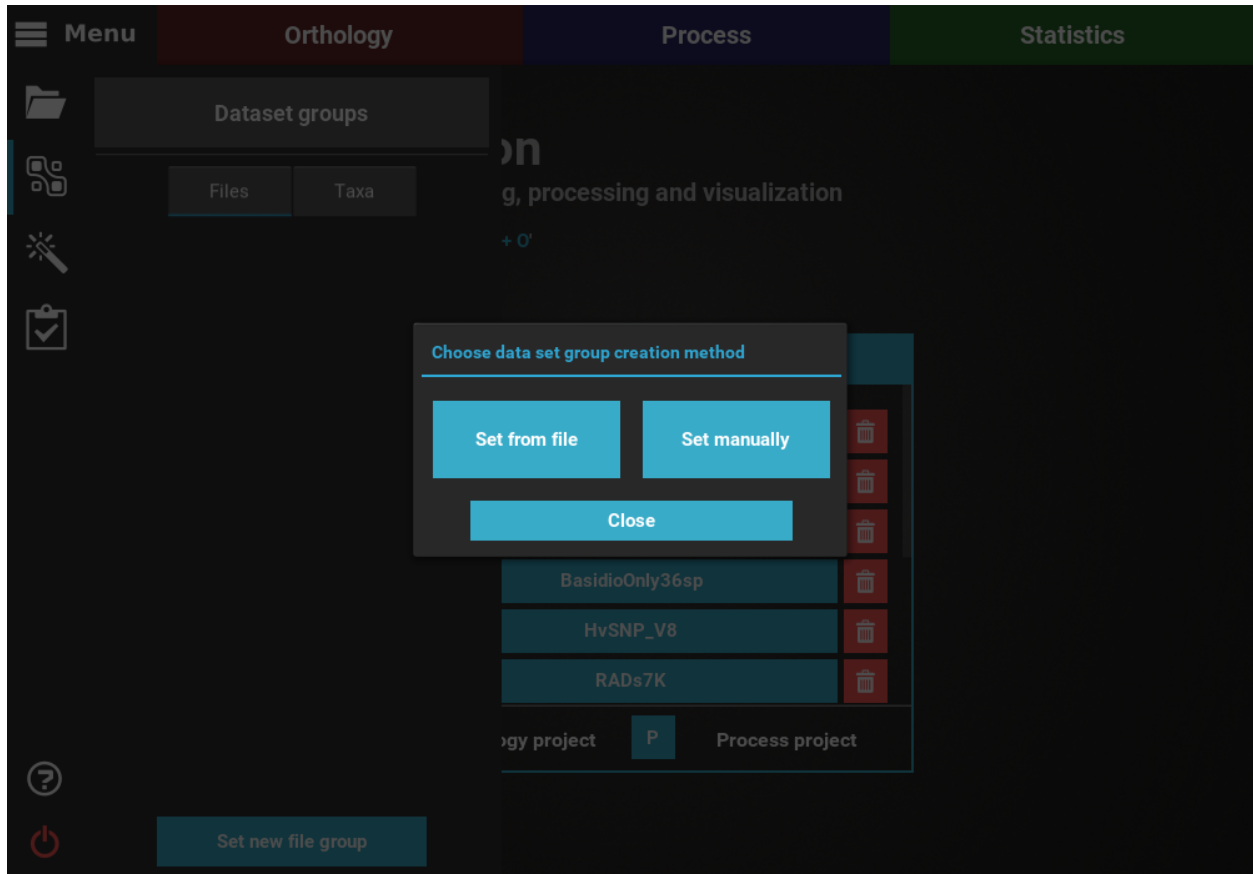 Menu
Orthology
Process
Statistics
Dataset groups
on
Files
Taxa
g, processing and visualization
+ O'
Choose data set group creation method
Set from file
Set manually
Close
BasidioOnly36sp
HvSNP_V8
RADs7K
ogy project
P
Process project
?
Set new file group